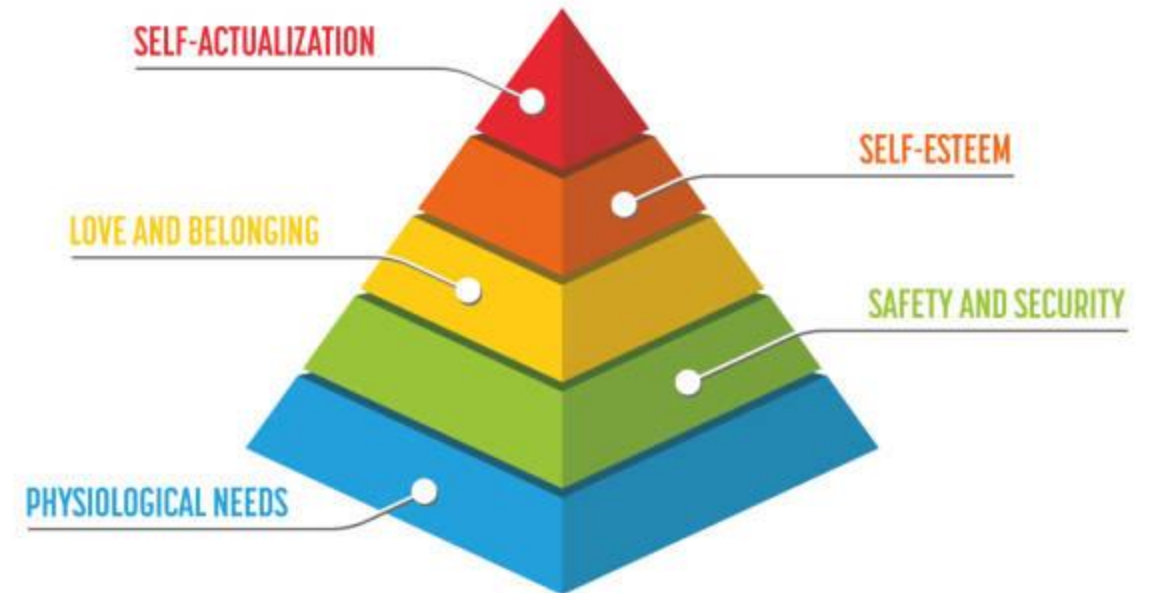 SELF-ACTUALIZATION
SELF-ESTEEM
LOVE AND BELONGING
SAFETY AND SECURITY
PHYSIOLOGICAL NEEDS